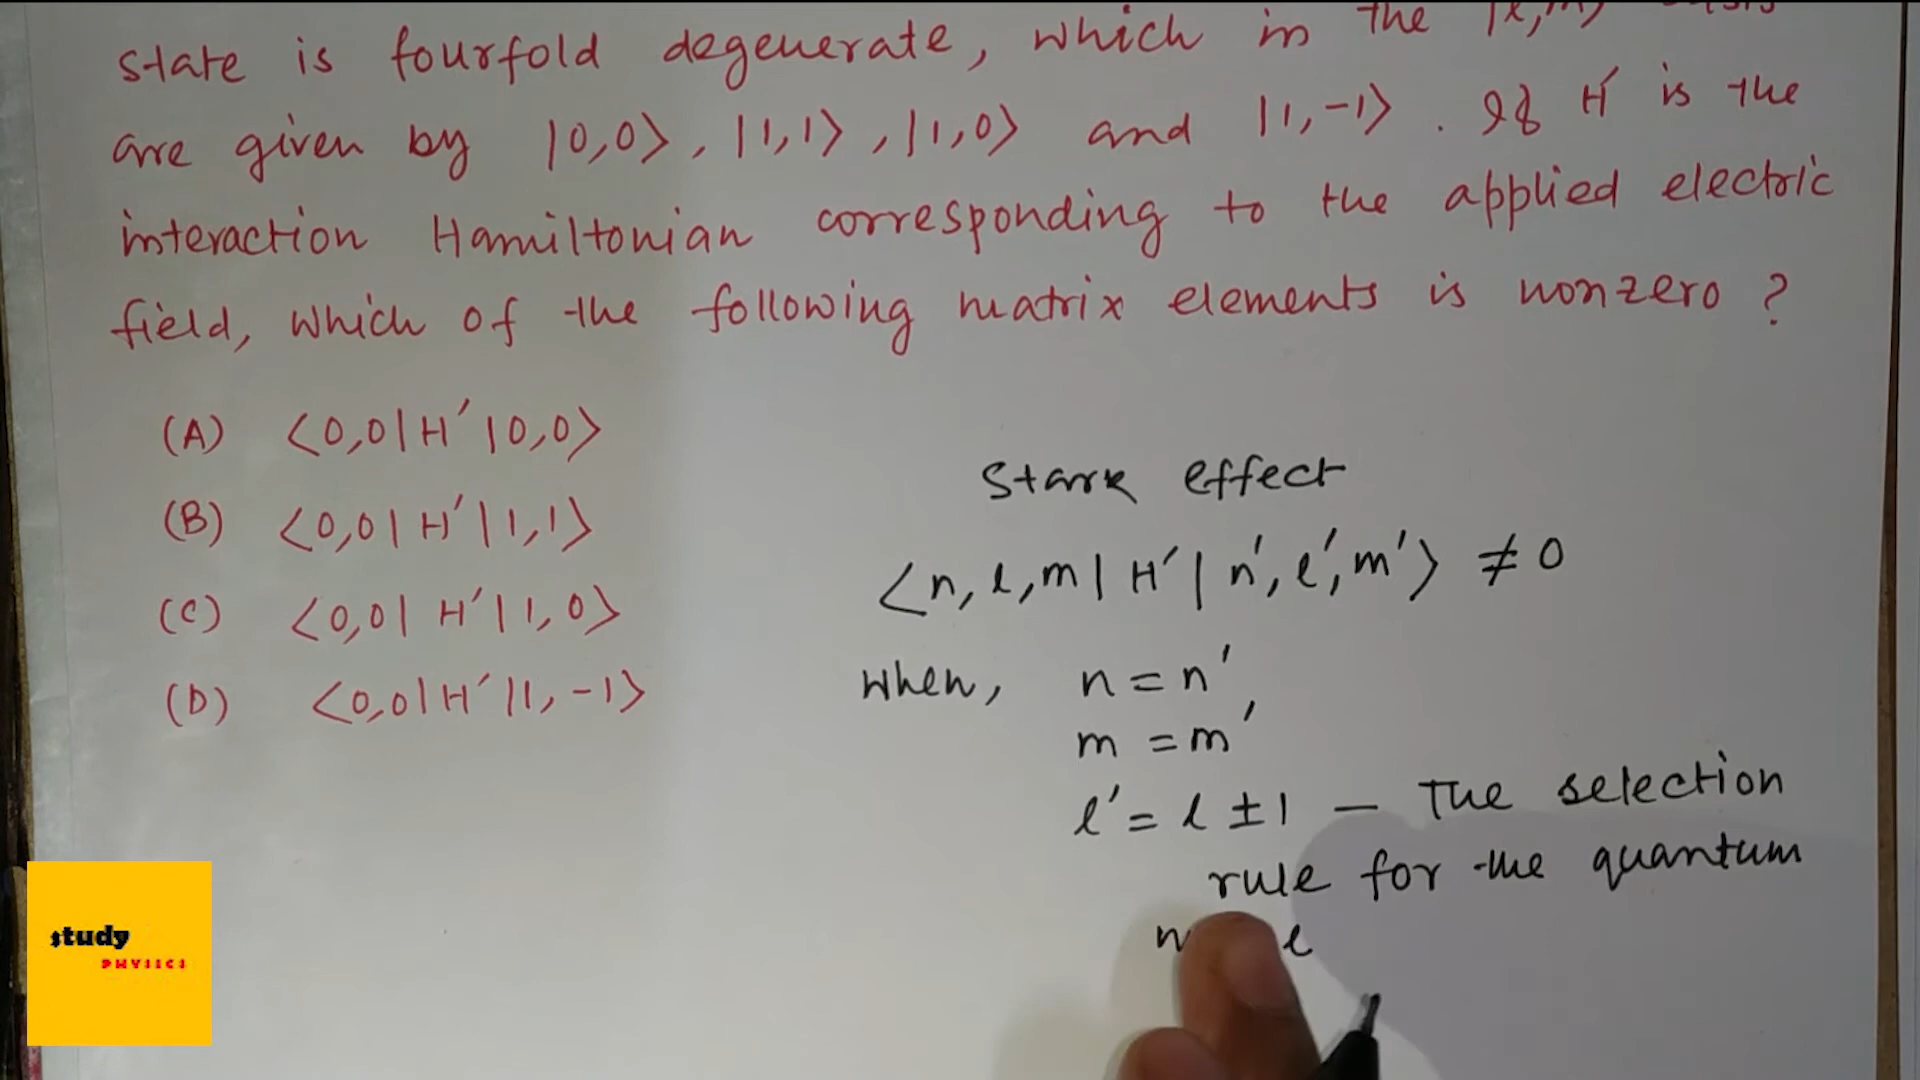 state is fourfold degenerate, which in the |l,m>
are given by |0,0>, |1,1>, |1,0> and |1,-1>. If H' is the
interaction Hamiltonian corresponding to the applied electric
field, which of the following matrix elements is nonzero?
(A) <0,0|H'|0,0>
(B) <0,0|H'|1,1>
(C) <0,0|H'|1,0>
(D) <0,0|H'|1,-1>
Stark effect
<n,l,m|H'|n',l',m'> ≠ 0
when, n = n'
m = m'
l' = l ± 1 — The selection
rule for the quantum
l
study
PHYSICS